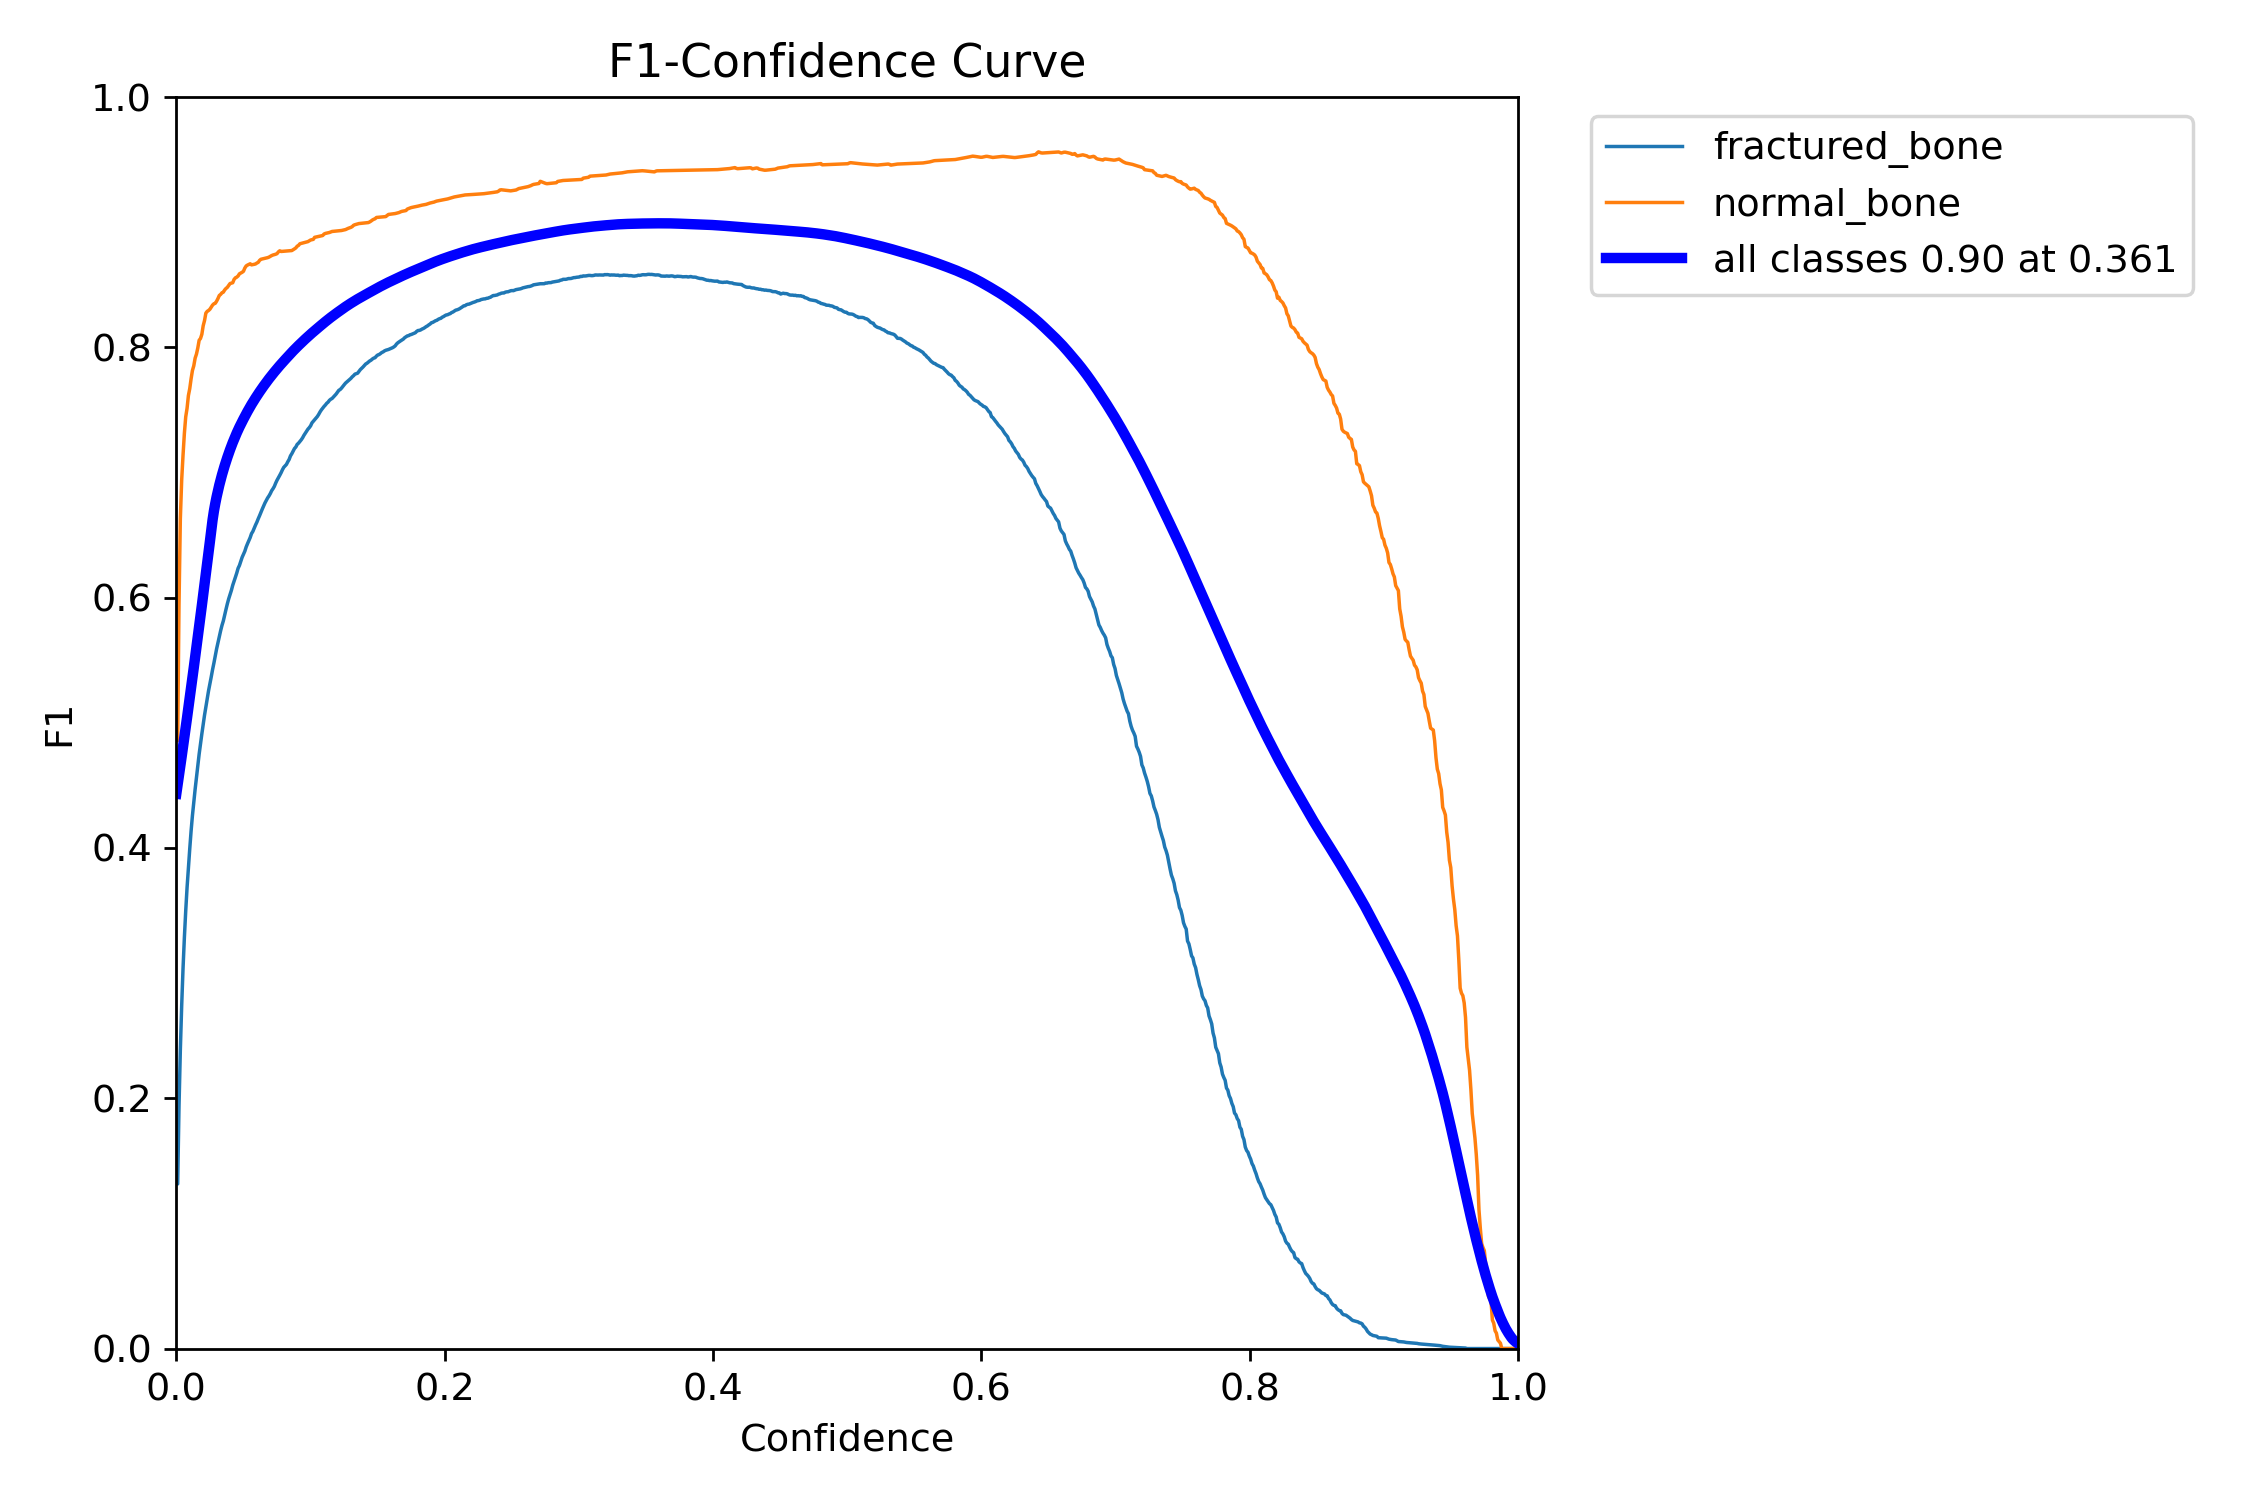 F1-Confidence Curve
fractured_bone
normal_bone
all classes 0.90 at 0.361
1.0
0.8
0.6
0.4
0.2
0.0
F1
0.0 0.2 0.4 0.6 0.8 1.0
Confidence